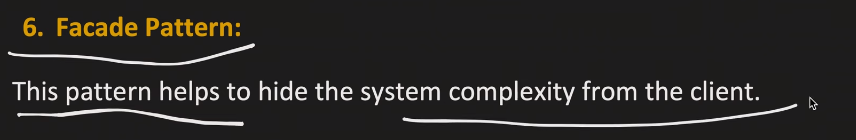 6. Facade Pattern:
This pattern helps to hide the system complexity from the client.